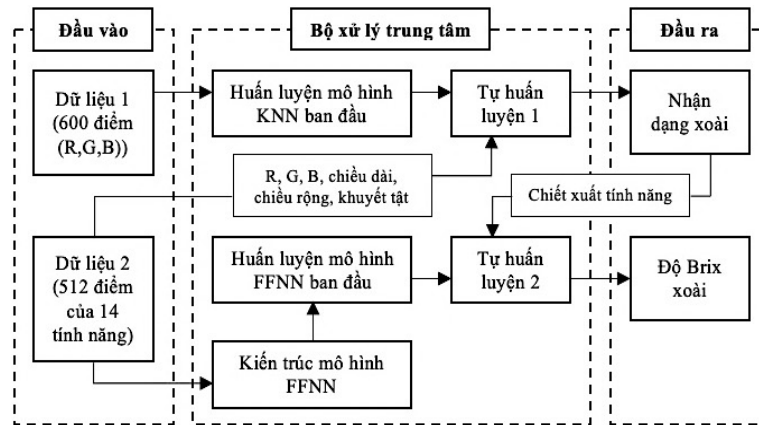 Đầu vào
Bộ xử lý trung tâm
Đầu ra
Dữ liệu 1
(600 điểm
(R,G,B))
Huấn luyện mô hình
KNN ban đầu
Tự huấn
luyện 1
Nhận
dạng xoài
R, G, B, chiều dài,
chiều rộng, khuyết tật
Chiết xuất tính năng
Dữ liệu 2
(512 điểm
của 14
tính năng)
Huấn luyện mô hình
FFNN ban đầu
Tự huấn
luyện 2
Độ Brix
xoài
Kiến trúc mô hình
FFNN